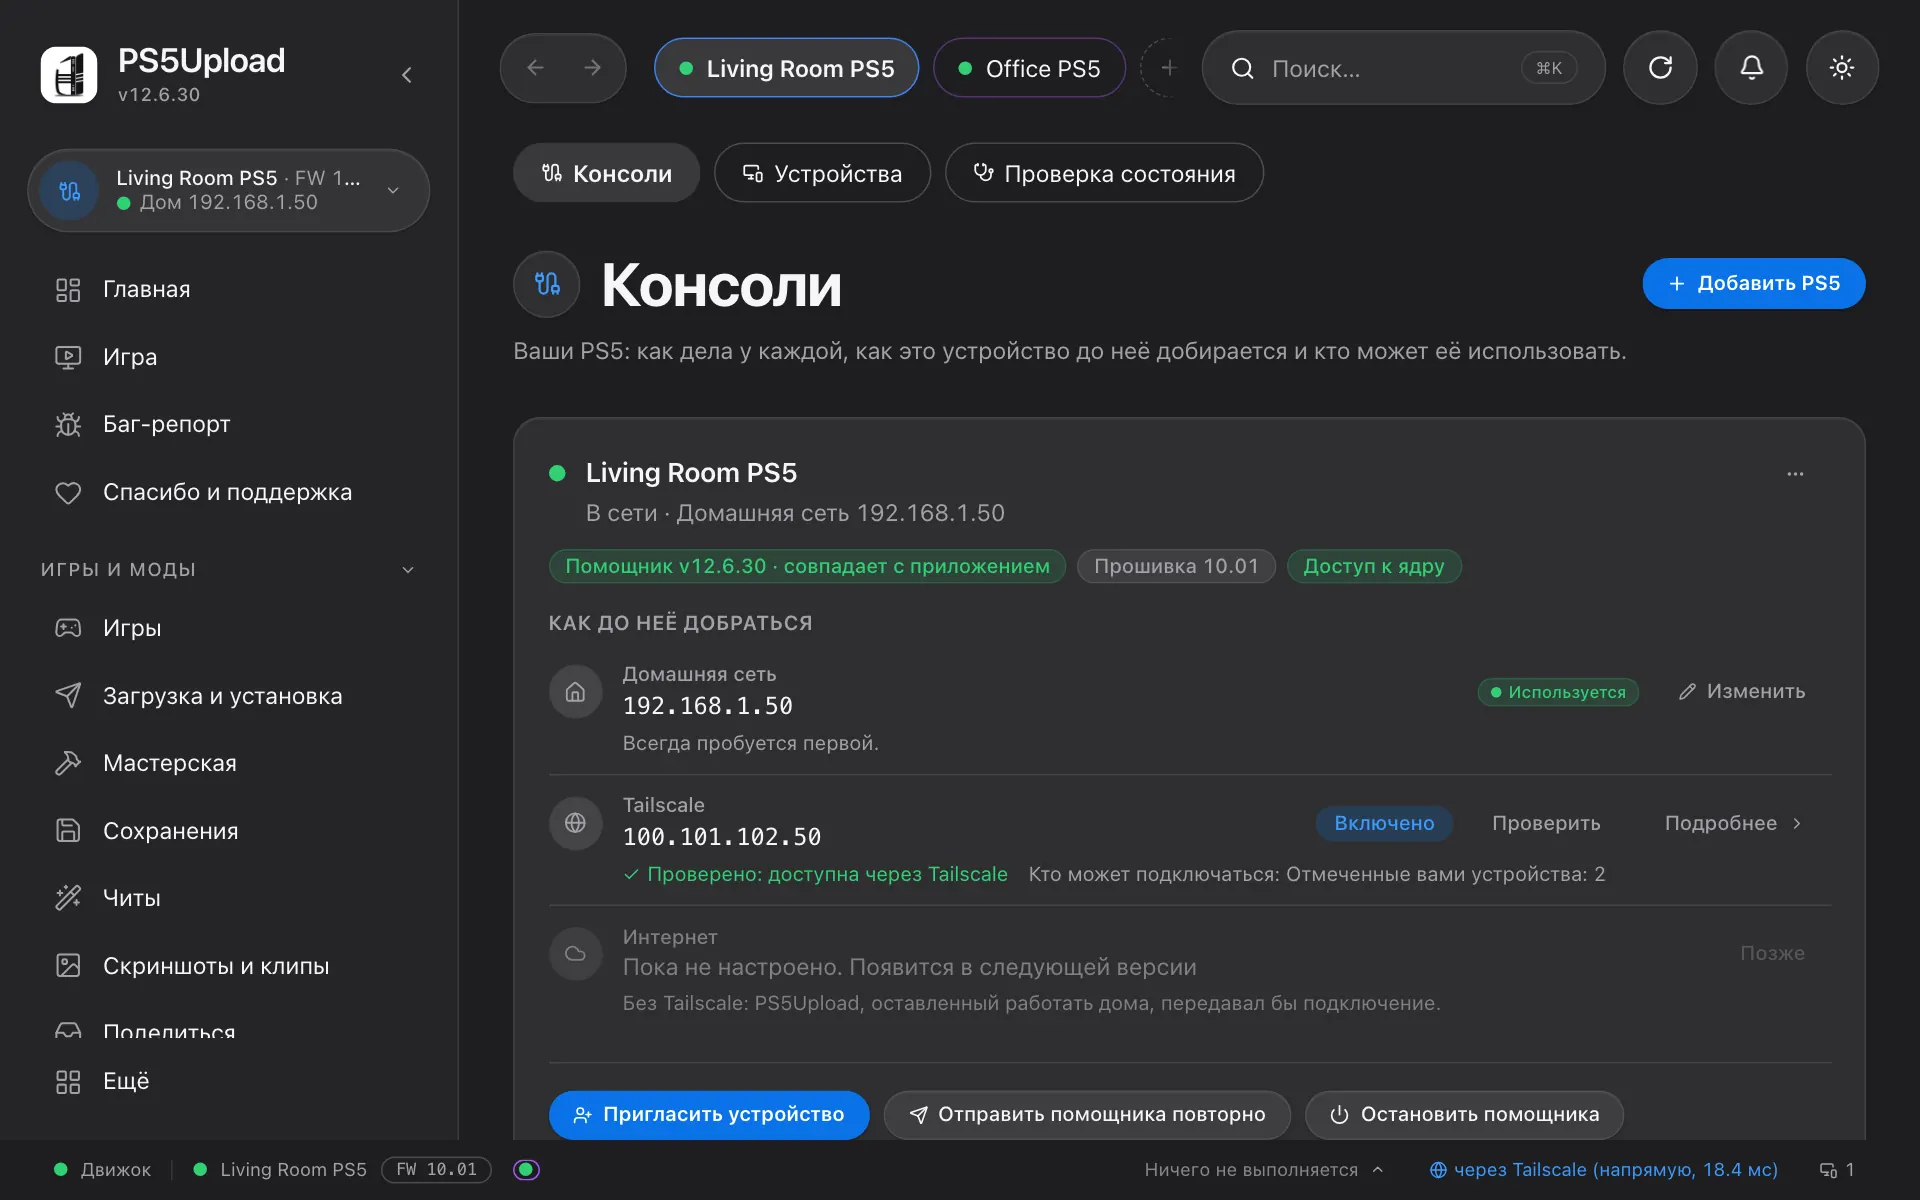 PS5Upload
v12.6.30
Living Room PS5 · FW 1...
Дом 192.168.1.50
Главная
Игра
Баг-репорт
Спасибо и поддержка
ИГРЫ И МОДЫ
Игры
Загрузка и установка
Мастерская
Сохранения
Читы
Скриншоты и клипы
Поделиться
Ещё
Living Room PS5
Office PS5
Поиск...
⌘K
Консоли
Устройства
Проверка состояния
Консоли
Добавить PS5
Ваши PS5: как дела у каждой, как это устройство до неё добирается и кто может её использовать.
Living Room PS5
В сети · Домашняя сеть 192.168.1.50
Помощник v12.6.30 · совпадает с приложением
Прошивка 10.01
Доступ к ядру
КАК ДО НЕЁ ДОБРАТЬСЯ
Домашняя сеть
192.168.1.50
Всегда пробуется первой.
Используется
Изменить
Tailscale
100.101.102.50
Включено
Проверить
Подробнее
Проверено: доступна через Tailscale
Кто может подключаться: Отмеченные вами устройства: 2
Интернет
Пока не настроено. Появится в следующей версии
Без Tailscale: PS5Upload, оставленный работать дома, передавал бы подключение.
Позже
Пригласить устройство
Отправить помощника повторно
Остановить помощника
Движок
Living Room PS5
FW 10.01
Ничего не выполняется
через Tailscale (напрямую, 18.4 мс)
1